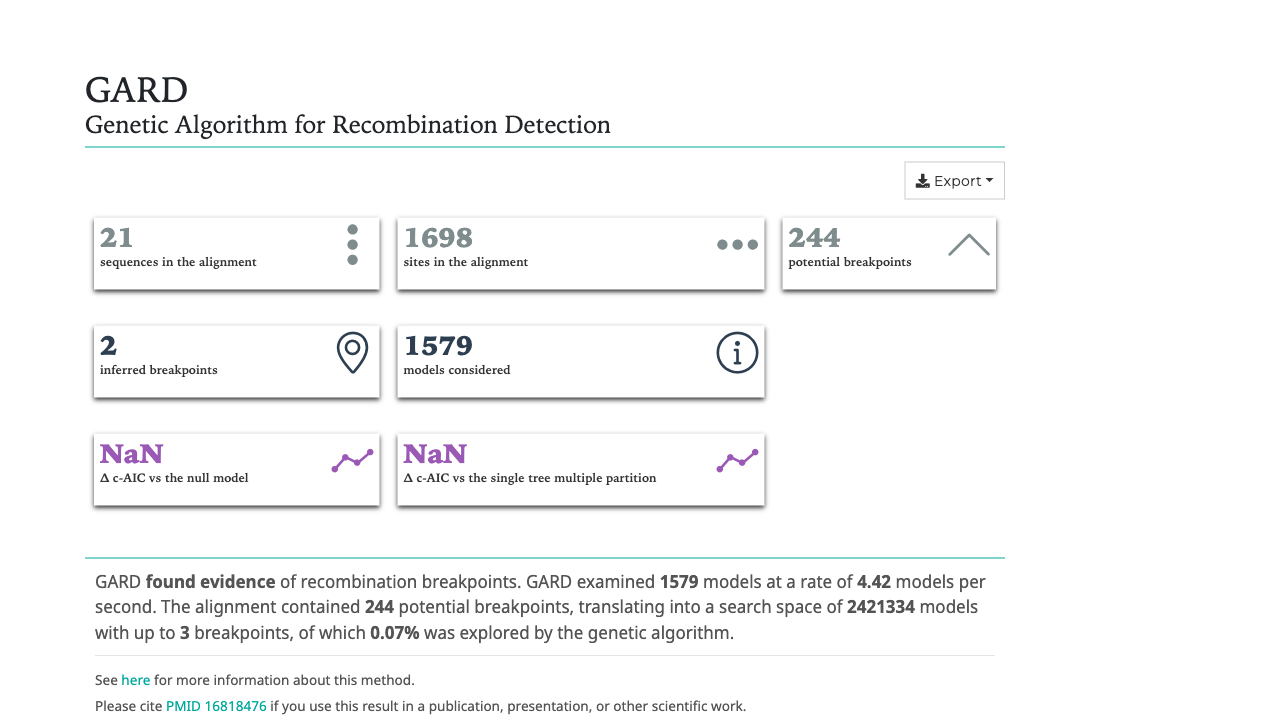 GARD
Genetic Algorithm for Recombination Detection
Export
21
sequences in the alignment
1698
sites in the alignment
244
potential breakpoints
2
inferred breakpoints
1579
models considered
NaN
Δ c-AIC vs the null model
NaN
Δ c-AIC vs the single tree multiple partition
GARD found evidence of recombination breakpoints. GARD examined 1579 models at a rate of 4.42 models per
second. The alignment contained 244 potential breakpoints, translating into a search space of 2421334 models
with up to 3 breakpoints, of which 0.07% was explored by the genetic algorithm.
See here for more information about this method.
Please cite PMID 16818476 if you use this result in a publication, presentation, or other scientific work.